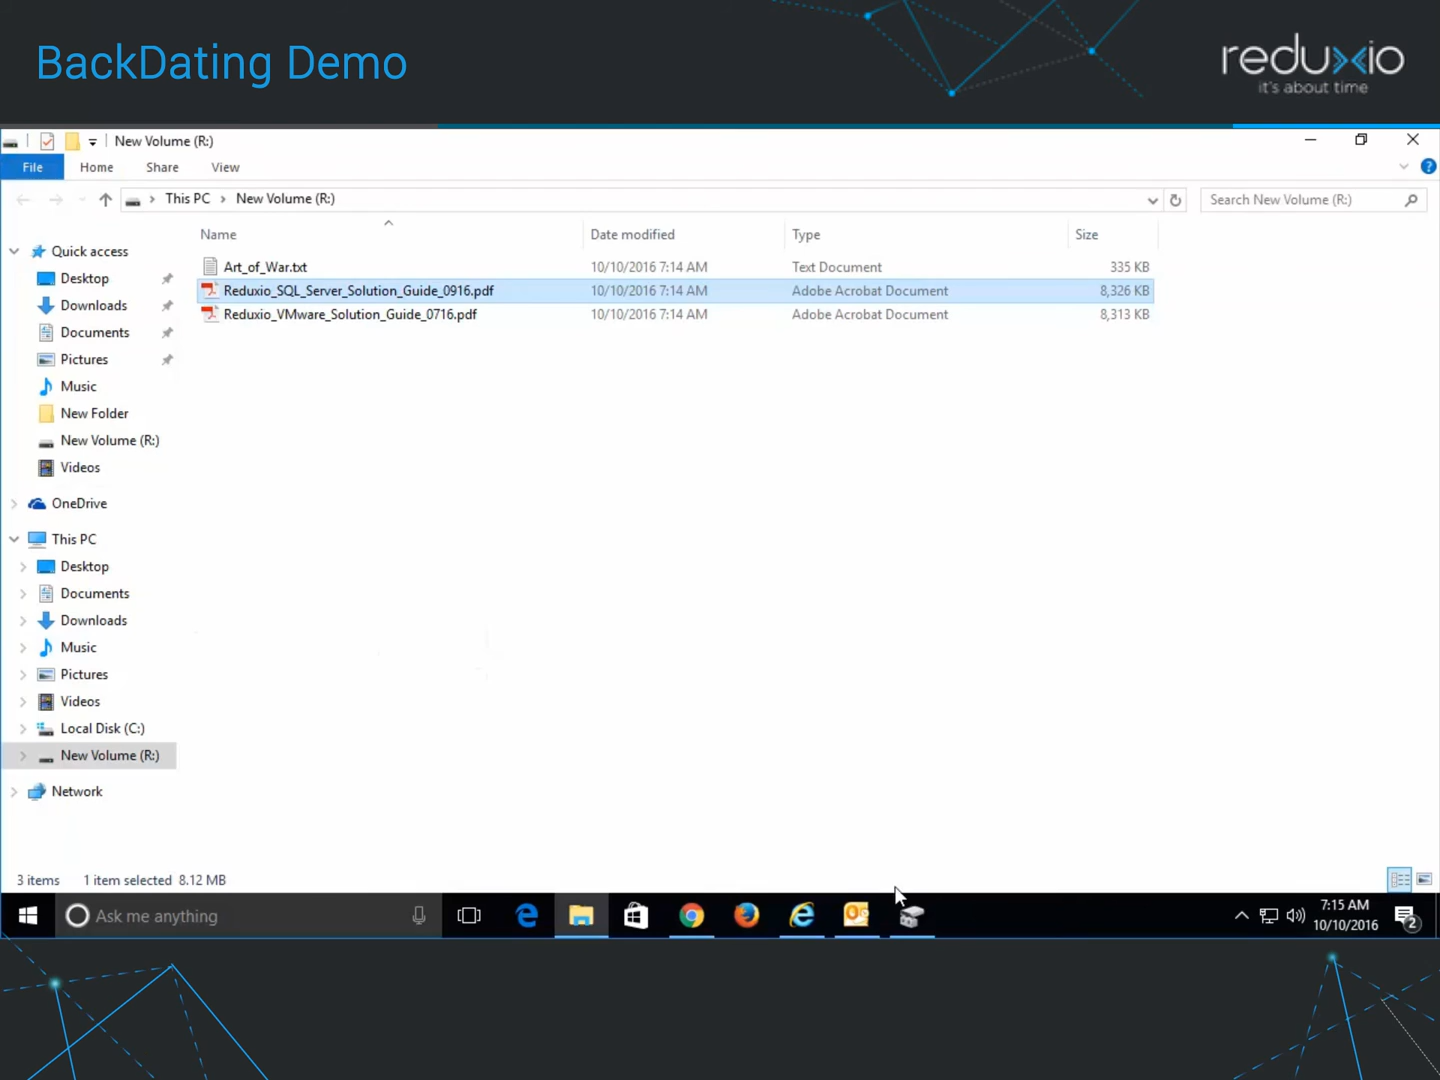 BackDating Demo
reduxio
it's about time
New Volume (R:)
File Home Share View
This PC New Volume (R:) Search New Volume (R:)
Name Date modified Type Size
Art_of_War.txt 10/10/2016 7:14 AM Text Document 335 KB
Reduxio_SQL_Server_Solution_Guide_0916.pdf 10/10/2016 7:14 AM Adobe Acrobat Document 8,326 KB
Reduxio_VMware_Solution_Guide_0716.pdf 10/10/2016 7:14 AM Adobe Acrobat Document 8,313 KB
Quick access
Desktop
Downloads
Documents
Pictures
Music
New Folder
New Volume (R:)
Videos
OneDrive
This PC
Desktop
Documents
Downloads
Music
Pictures
Videos
Local Disk (C:)
New Volume (R:)
Network
3 items 1 item selected 8.12 MB
Ask me anything 7:15 AM
10/10/2016 2